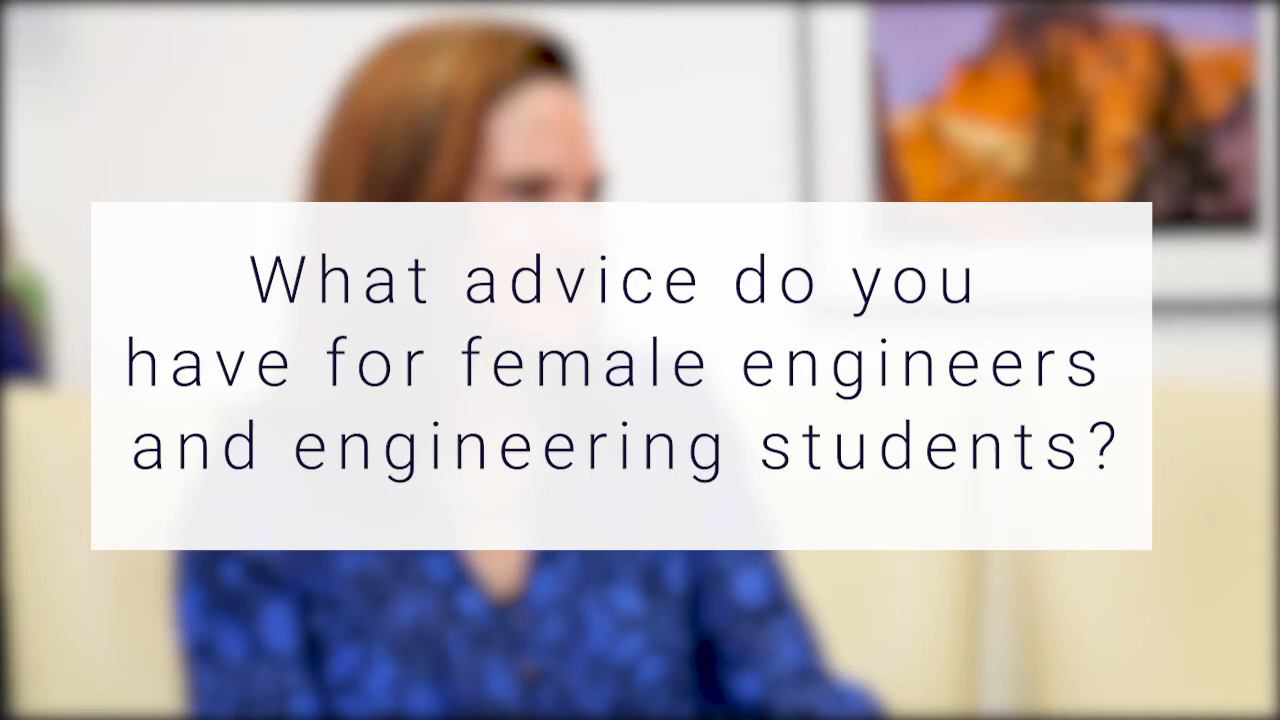 What advice do you
have for female engineers
and engineering students?